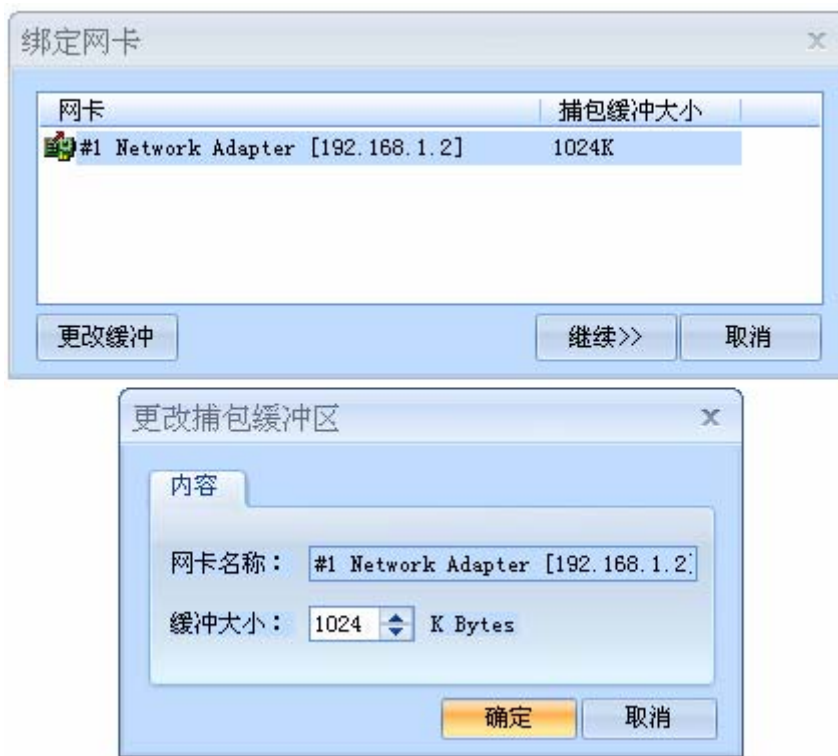 绑定网卡
网卡 捕包缓冲大小
#1 Network Adapter [192.168.1.2] 1024K
更改缓冲 继续>> 取消
更改捕包缓冲区
内容
网卡名称： #1 Network Adapter [192.168.1.2]
缓冲大小： 1024 K Bytes
确定 取消